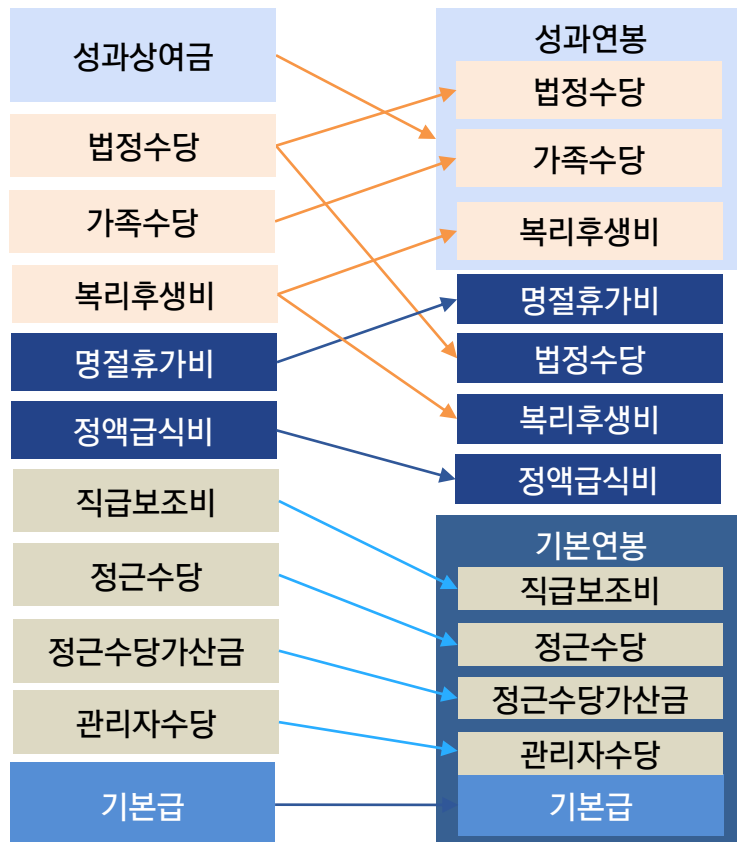 성과상여금
법정수당
가족수당
복리후생비
명절휴가비
정액급식비
직급보조비
정근수당
정근수당가산금
관리자수당
기본급
성과연봉
법정수당
가족수당
복리후생비
명절휴가비
법정수당
복리후생비
정액급식비
기본연봉
직급보조비
정근수당
정근수당가산금
관리자수당
기본급